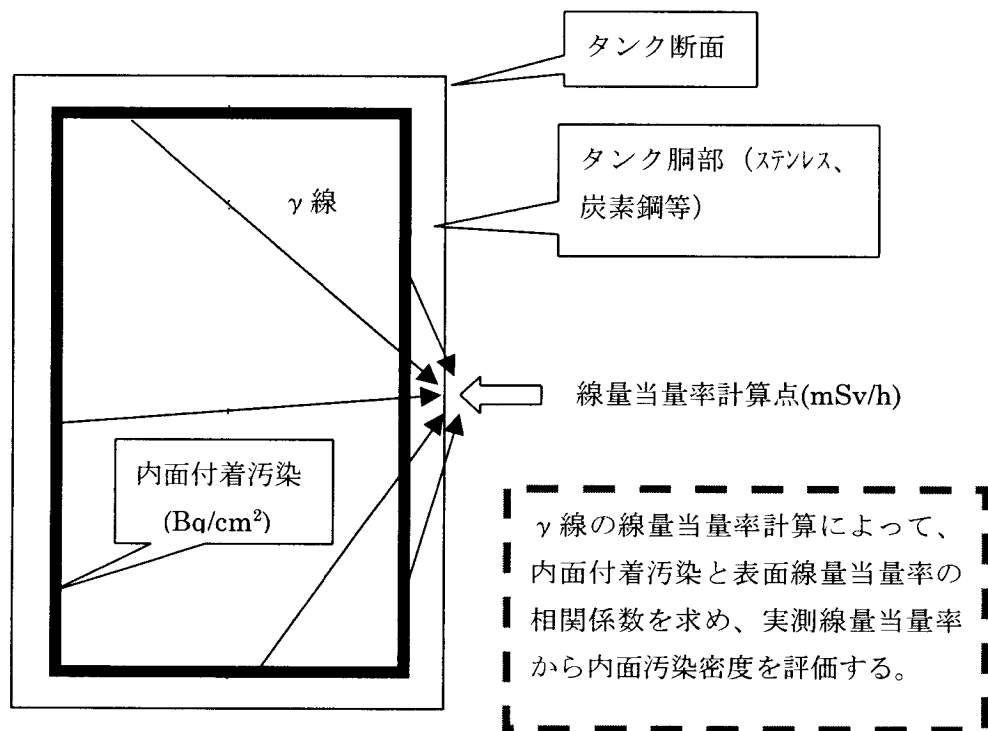 タンク断面
タンク胴部（ステンレス、
炭素鋼等）
γ線
線量当量率計算点(mSv/h)
内面付着汚染
(Bq/cm²)
γ線の線量当量率計算によって、
内面付着汚染と表面線量当量率の
相関係数を求め、実測線量当量率
から内面汚染密度を評価する。